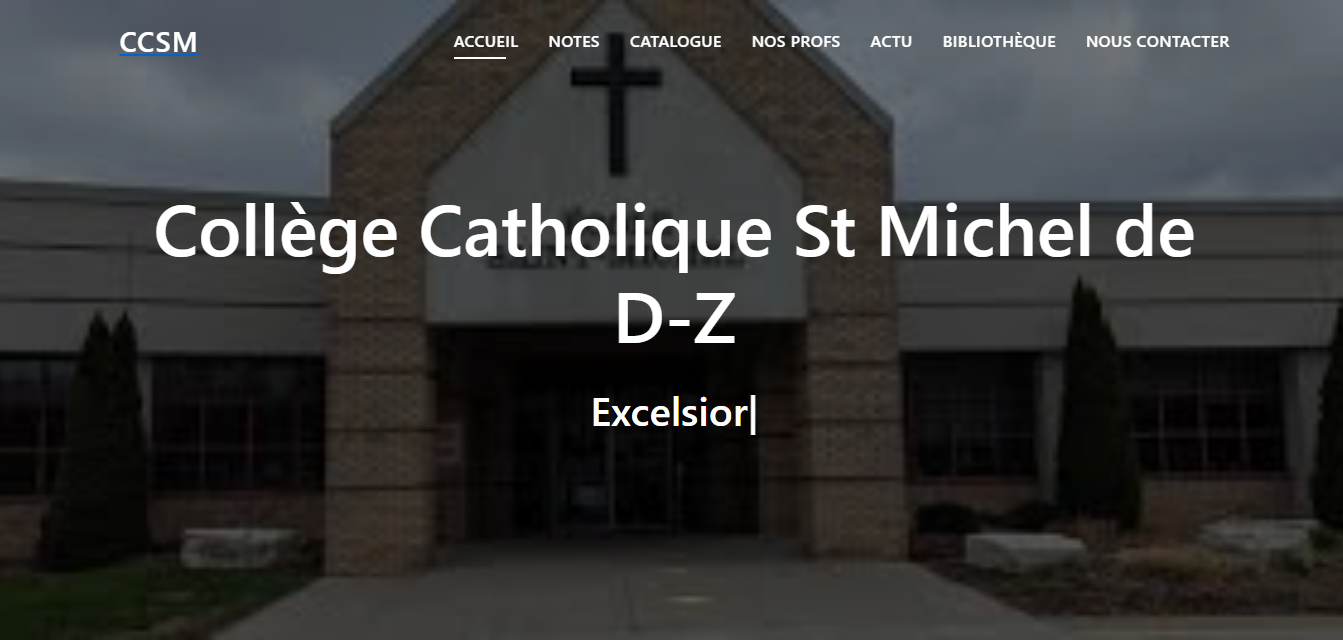 CCSM
ACCUEIL NOTES CATALOGUE NOS PROFS ACTU BIBLIOTHÈQUE NOUS CONTACTER
Collège Catholique St Michel de
D-Z
Excelsior|